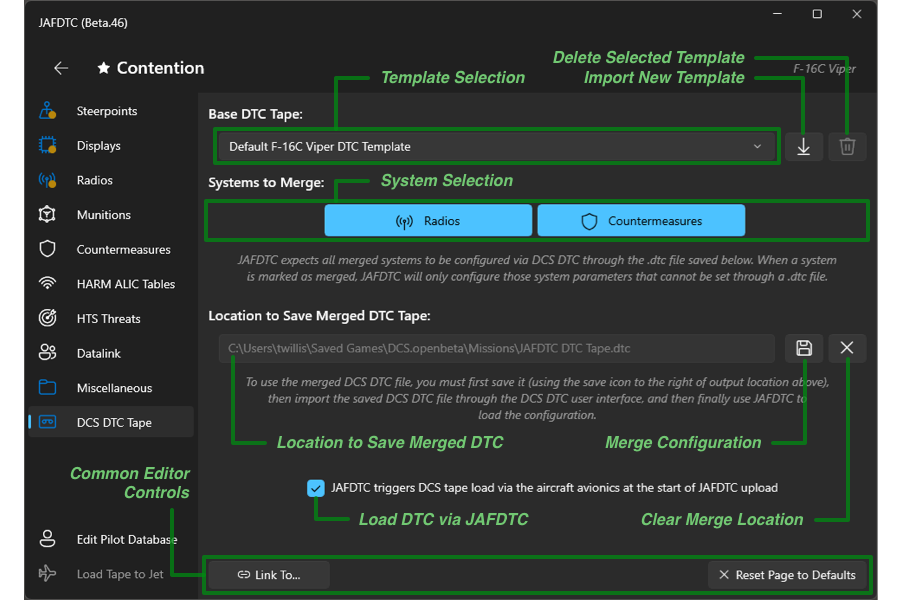 JAFDTC (Beta.46)
Contention
F-16C Viper
Delete Selected Template
Import New Template
Template Selection
Steerpoints
Displays
Radios
Munitions
Countermeasures
HARM ALIC Tables
HTS Threats
Datalink
Miscellaneous
DCS DTC Tape
Base DTC Tape:
Default F-16C Viper DTC Template
Systems to Merge:
System Selection
Radios
Countermeasures
JAFDTC expects all merged systems to be configured via DCS DTC through the .dtc file saved below. When a system
is marked as merged, JAFDTC will only configure those system parameters that cannot be set through a .dtc file.
Location to Save Merged DTC Tape:
C:\Users\twillis\Saved Games\DCS.openbeta\Missions\JAFDTC DTC Tape.dtc
To use the merged DCS DTC file, you must first save it (using the save icon to the right of output location above),
then import the saved DCS DTC file through the DCS DTC user interface, and then finally use JAFDTC to
load the configuration.
Location to Save Merged DTC
Merge Configuration
JAFDTC triggers DCS tape load via the aircraft avionics at the start of JAFDTC upload
Load DTC via JAFDTC
Clear Merge Location
Common Editor
Controls
Edit Pilot Database
Load Tape to Jet
Link To...
Reset Page to Defaults